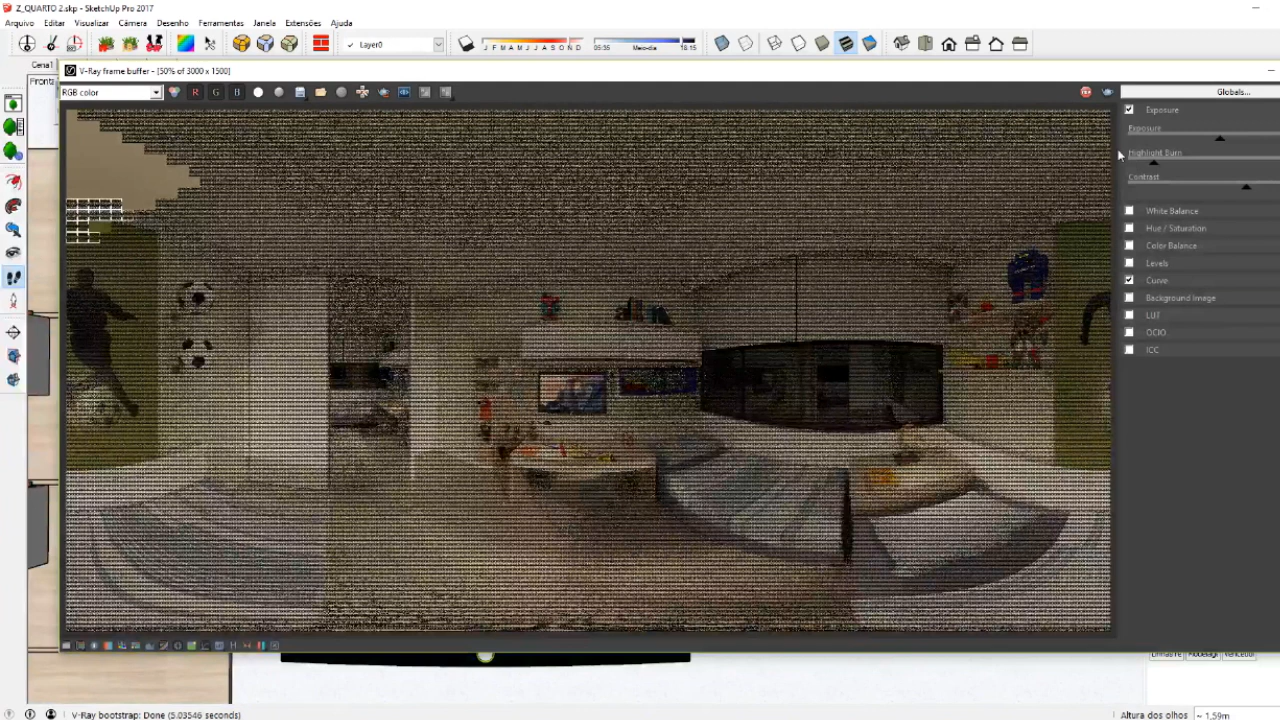 Z_QUARTO 2.skp - SketchUp Pro 2017
Arquivo Editar Visualizar Câmera Desenho Ferramentas Janela Extensões Ajuda
Layer0
J F M A M J J A S O N D
05:35 Meio-dia 18:15
Cena1
V-Ray frame buffer - [50% of 3000 x 1500]
Fronta
RGB color
R G B
Globals...
Exposure
Exposure
Highlight Burn
Contrast
White Balance
Hue / Saturation
Color Balance
Levels
Curve
Background Image
LUT
OCIO
ICC
H
V-Ray bootstrap: Done (5.03546 seconds)
Altura dos olhos ~ 1,59m